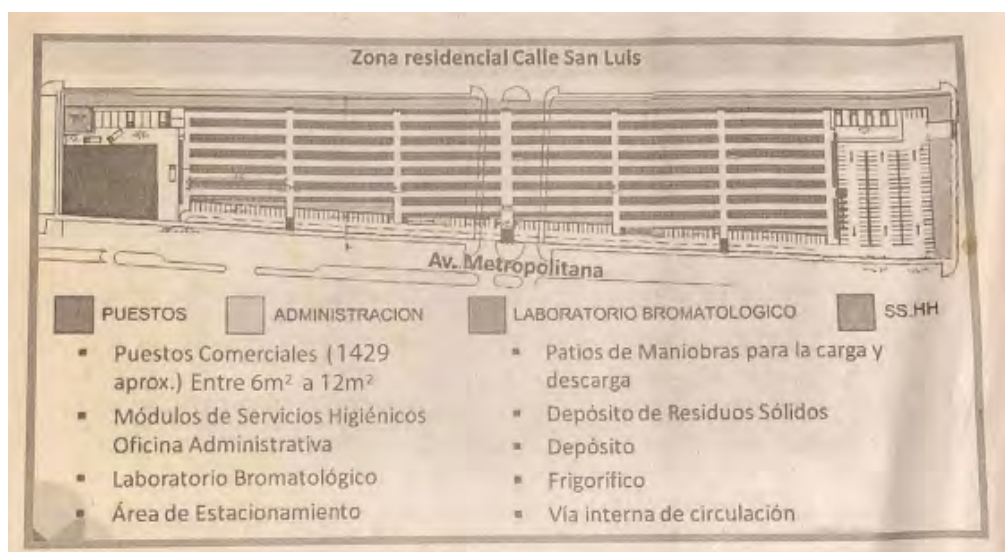 Zona residencial Calle San Luis
Av. Metropolitana
PUESTOS
ADMINISTRACION
LABORATORIO BROMATOLOGICO
SS.HH
▪ Puestos Comerciales (1429
aprox.) Entre 6m² a 12m²
▪ Módulos de Servicios Higiénicos
Oficina Administrativa
▪ Laboratorio Bromatológico
▪ Área de Estacionamiento
▪ Patios de Maniobras para la carga y
descarga
▪ Depósito de Residuos Sólidos
▪ Depósito
▪ Frigorífico
▪ Vía interna de circulación